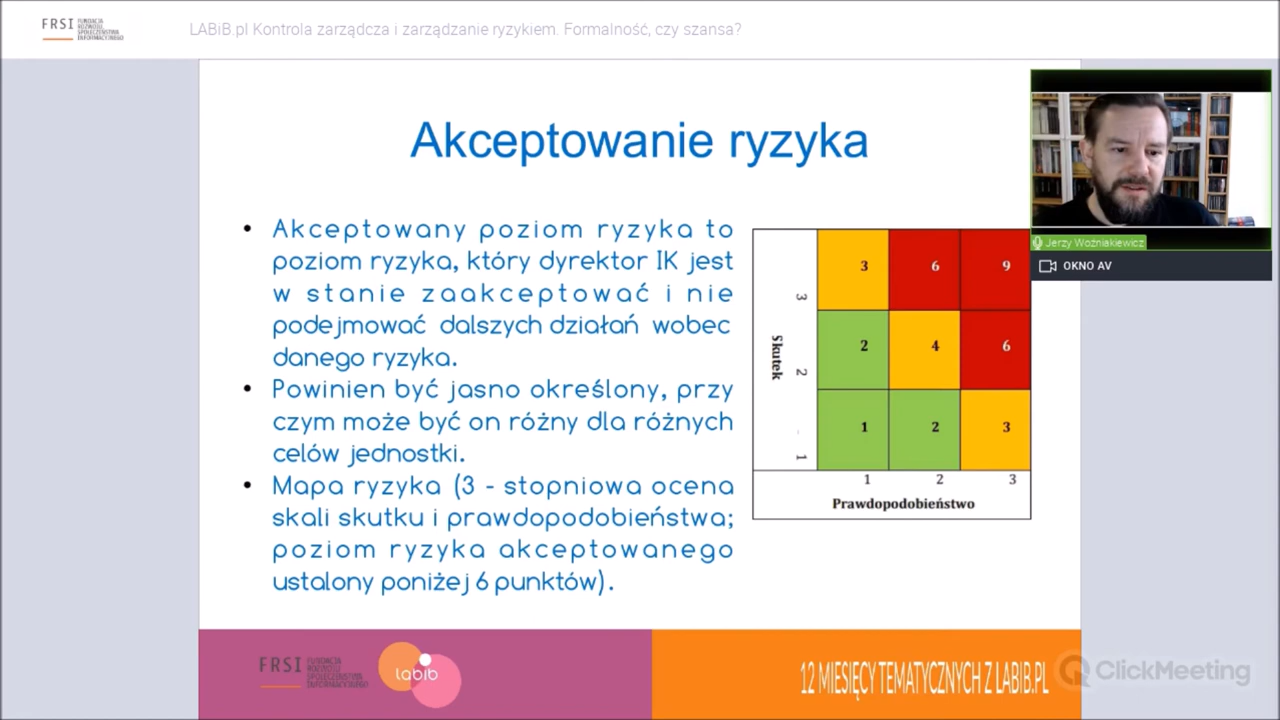 FRSI FUNDACJA
ROZWOJU
SPOŁECZEŃSTWA
INFORMACYJNEGO
LABiB.pl Kontrola zarządcza i zarządzanie ryzykiem. Formalność, czy szansa?
Akceptowanie ryzyka
• Akceptowany poziom ryzyka to
poziom ryzyka, który dyrektor IK jest
w stanie zaakceptować i nie
podejmować dalszych działań wobec
danego ryzyka.
• Powinien być jasno określony, przy
czym może być on różny dla różnych
celów jednostki.
• Mapa ryzyka (3 - stopniowa ocena
skali skutku i prawdopodobieństwa;
poziom ryzyka akceptowanego
ustalony poniżej 6 punktów).
Skutek
3 3 6 9
2 2 4 6
1 1 2 3
1 2 3
Prawdopodobieństwo
Jerzy Woźniakiewicz
OKNO AV
FRSI FUNDACJA
ROZWOJU
SPOŁECZEŃSTWA
INFORMACYJNEGO
labib
12 MIESIĘCY TEMATYCZNYCH Z LABIB.PL
ClickMeeting